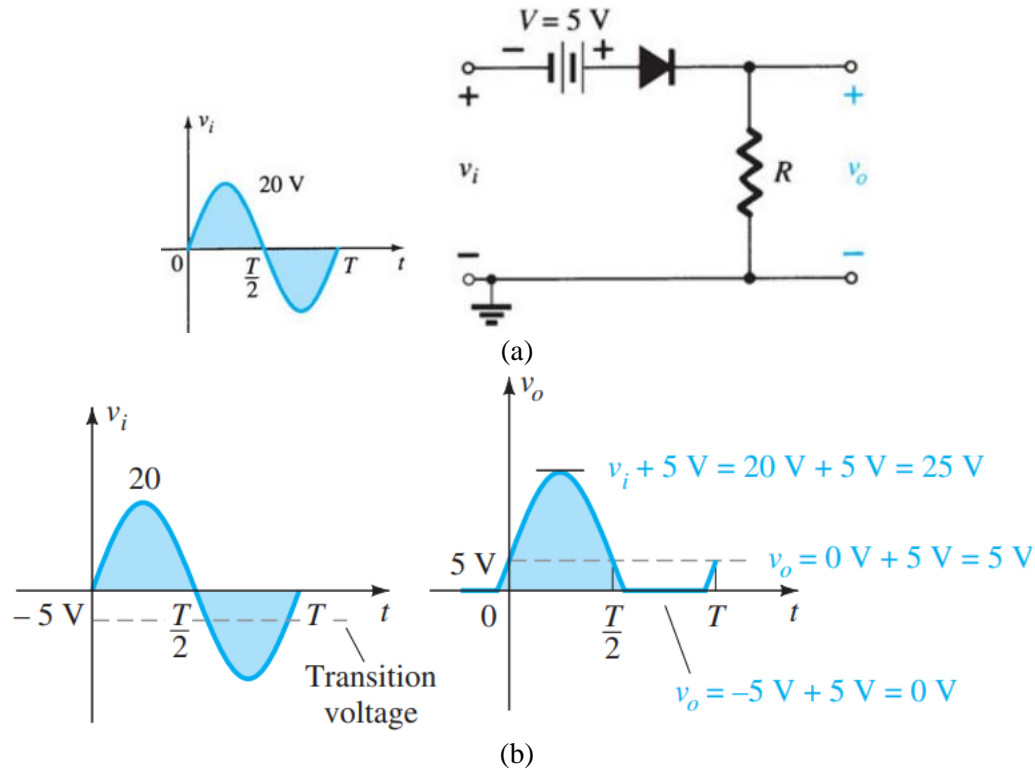 V = 5 V
− +
+ +
v_i
20 V
v_i R v_o
0 T/2 T t
− −
(a)
v_i v_o
20 v_i + 5 V = 20 V + 5 V = 25 V
5 V v_o = 0 V + 5 V = 5 V
– 5 V T/2 T t 0 T/2 T t
Transition
voltage
v_o = –5 V + 5 V = 0 V
(b)